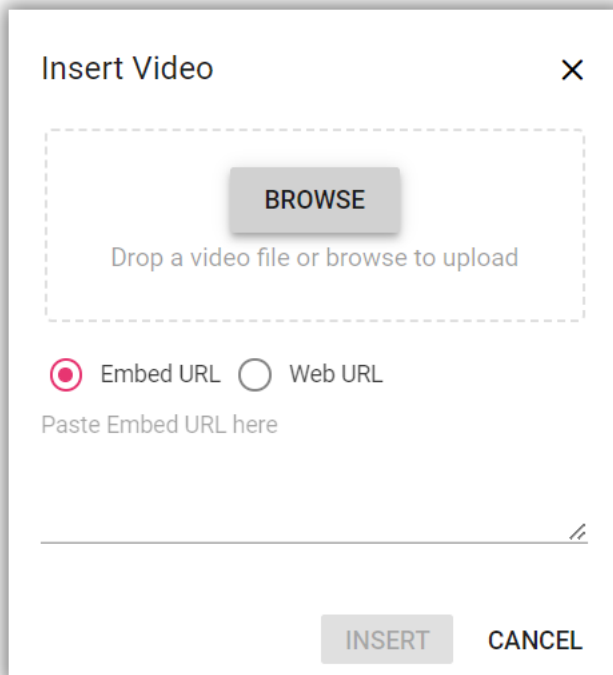 Insert Video
BROWSE
Drop a video file or browse to upload
Embed URL Web URL
Paste Embed URL here
INSERT CANCEL